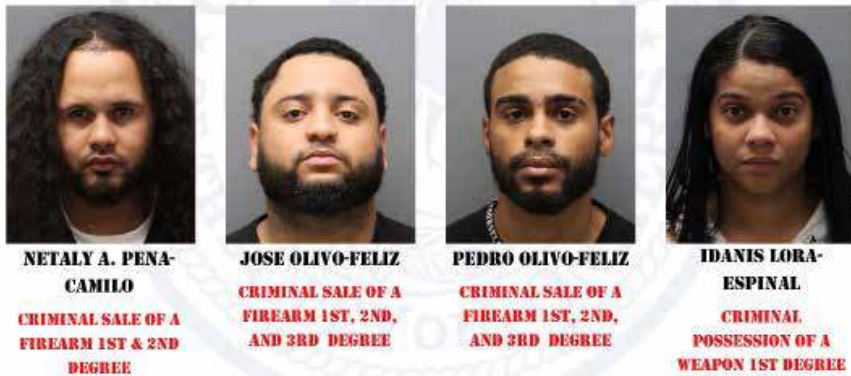 NETALY A. PENA-
CAMILO
CRIMINAL SALE OF A
FIREARM 1ST & 2ND
DEGREE
JOSE OLIVO-FELIZ
CRIMINAL SALE OF A
FIREARM 1ST, 2ND,
AND 3RD DEGREE
PEDRO OLIVO-FELIZ
CRIMINAL SALE OF A
FIREARM 1ST, 2ND,
AND 3RD DEGREE
IDANIS LORA-
ESPINAL
CRIMINAL
POSSESSION OF A
WEAPON 1ST DEGREE